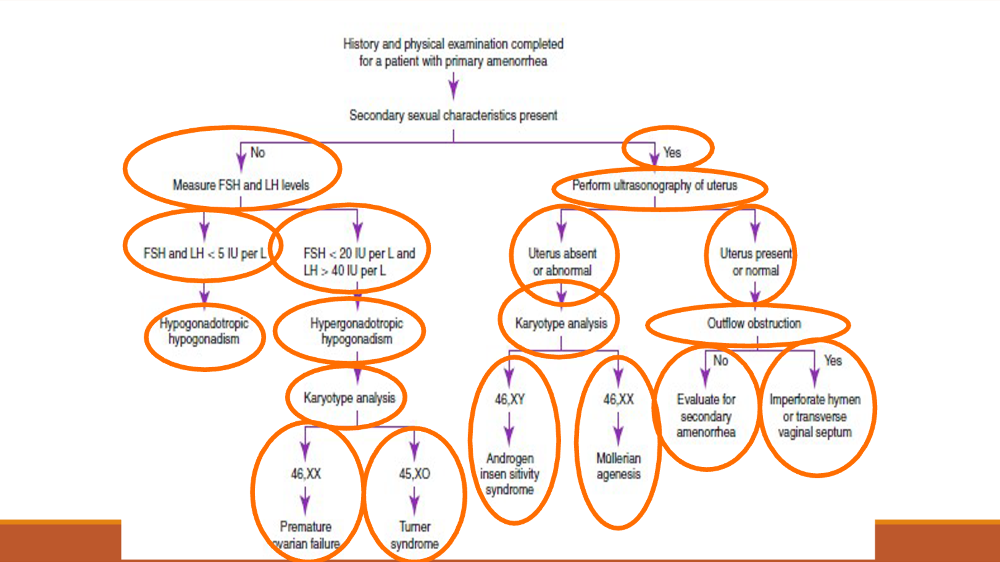 History and physical examination completed
for a patient with primary amenorrhea
Secondary sexual characteristics present
No
Measure FSH and LH levels
FSH and LH < 5 IU per L
Hypogonadotropic
hypogonadism
FSH < 20 IU per L and
LH > 40 IU per L
Hypergonadotropic
hypogonadism
Karyotype analysis
46,XX
Premature
ovarian failure
45,XO
Turner
syndrome
Yes
Perform ultrasonography of uterus
Uterus absent
or abnormal
Karyotype analysis
46,XY
Androgen
insen sitivity
syndrome
46,XX
Müllerian
agenesis
Uterus present
or normal
Outflow obstruction
No
Evaluate for
secondary
amenorrhea
Yes
Imperforate hymen
or transverse
vaginal septum